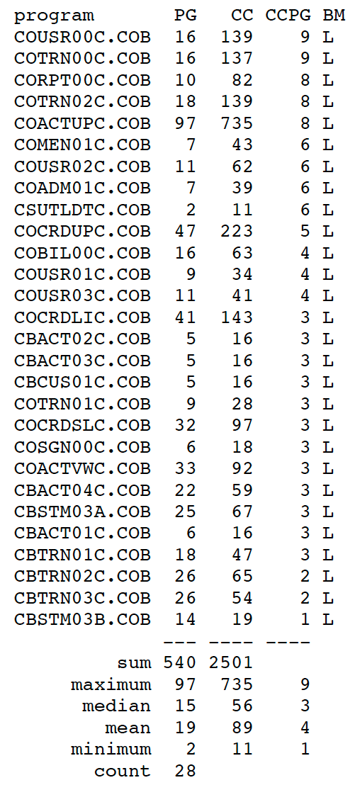 program PG CC CCPG BM
COUSR00C.COB 16 139 9 L
COTRN00C.COB 16 137 9 L
CORPT00C.COB 10 82 8 L
COTRN02C.COB 18 139 8 L
COACTUPC.COB 97 735 8 L
COMEN01C.COB 7 43 6 L
COUSR02C.COB 11 62 6 L
COADM01C.COB 7 39 6 L
CSUTLDTC.COB 2 11 6 L
COCRDUPC.COB 47 223 5 L
COBIL00C.COB 16 63 4 L
COUSR01C.COB 9 34 4 L
COUSR03C.COB 11 41 4 L
COCRDLIC.COB 41 143 3 L
CBACT02C.COB 5 16 3 L
CBACT03C.COB 5 16 3 L
CBCUS01C.COB 5 16 3 L
COTRN01C.COB 9 28 3 L
COCRDSLC.COB 32 97 3 L
COSGN00C.COB 6 18 3 L
COACTVWC.COB 33 92 3 L
CBACT04C.COB 22 59 3 L
CBSTM03A.COB 25 67 3 L
CBACT01C.COB 6 16 3 L
CBTRN01C.COB 18 47 3 L
CBTRN02C.COB 26 65 2 L
CBTRN03C.COB 26 54 2 L
CBSTM03B.COB 14 19 1 L
--- ---- ----
sum 540 2501
maximum 97 735 9
median 15 56 3
mean 19 89 4
minimum 2 11 1
count 28